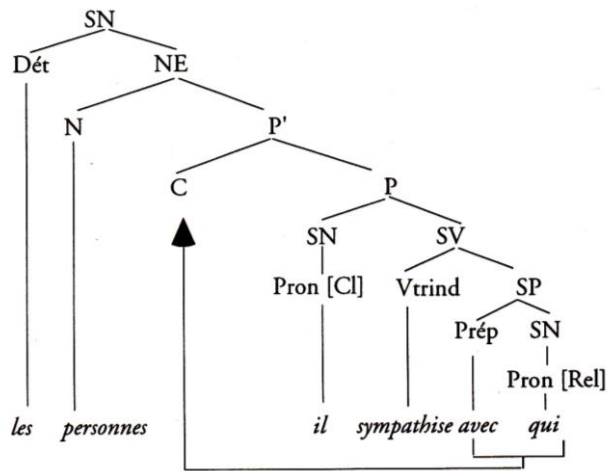 SN
Dét NE
N P'
C P
SN SV
Pron [Cl] Vtrind SP
Prép SN
Pron [Rel]
les personnes il sympathise avec qui